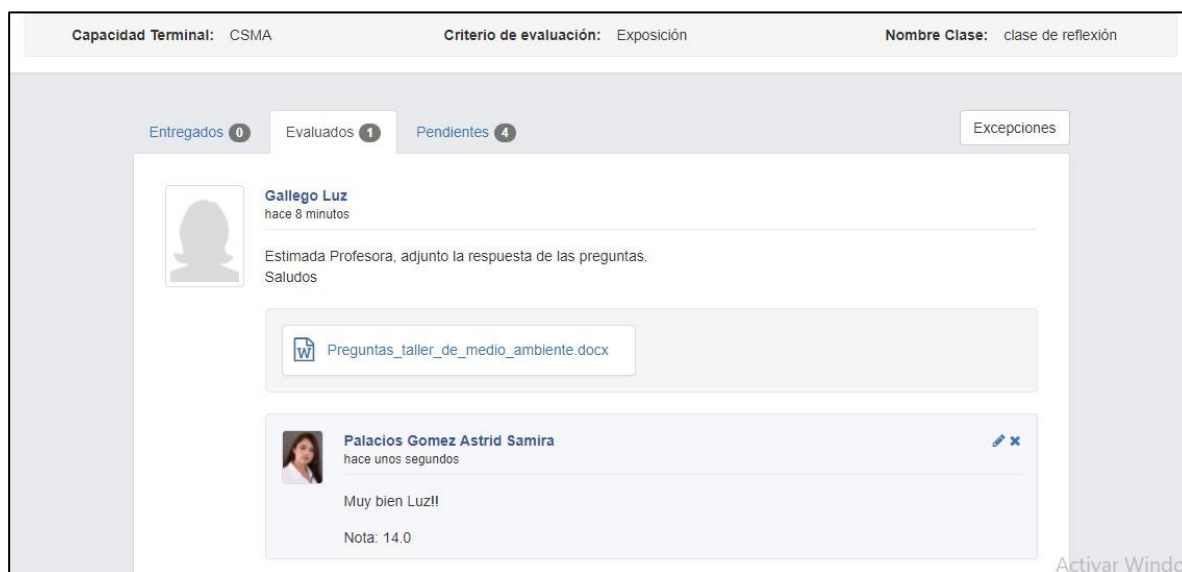 Capacidad Terminal: CSMA Criterio de evaluación: Exposición Nombre Clase: clase de reflexión
Entregados 0 Evaluados 1 Pendientes 4 Excepciones
Gallego Luz
hace 8 minutos
Estimada Profesora, adjunto la respuesta de las preguntas.
Saludos
W Preguntas_taller_de_medio_ambiente.docx
Palacios Gomez Astrid Samira
hace unos segundos
Muy bien Luz!!
Nota: 14.0
Activar Windo